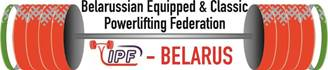 Belarussian Equipped & Classic
Powerlifting Federation
IPF - BELARUS